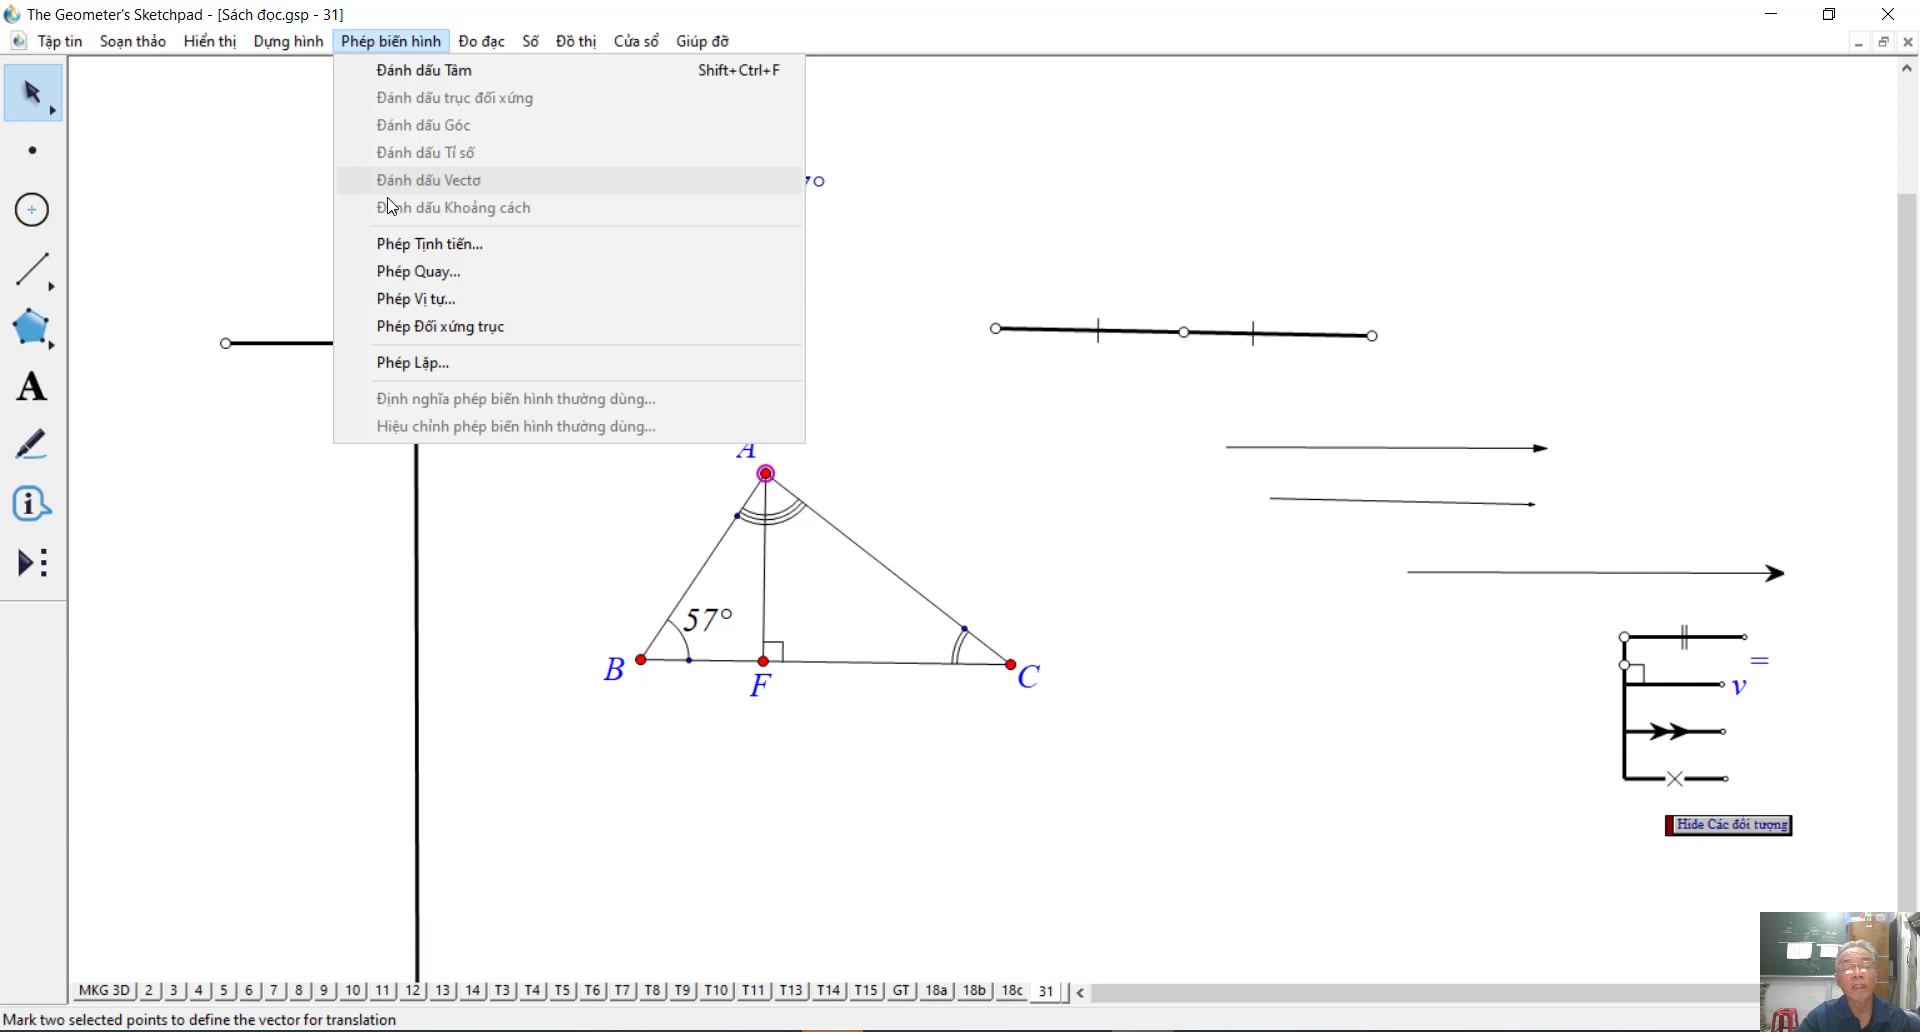 The Geometer's Sketchpad - [Sách đọc.gsp - 31]
Tập tin Soạn thảo Hiển thị Dựng hình Phép biến hình Đo đạc Số Đồ thị Cửa sổ Giúp đỡ
Đánh dấu Tâm Shift+Ctrl+F
Đánh dấu trục đối xứng
Đánh dấu Góc
Đánh dấu Tỉ số
Đánh dấu Vectơ
Đánh dấu Khoảng cách
Phép Tịnh tiến...
Phép Quay...
Phép Vị tự...
Phép Đối xứng trục
Phép Lặp...
Định nghĩa phép biến hình thường dùng...
Hiệu chỉnh phép biến hình thường dùng...
A
A
57°
B
F
C
=
v
Hide Các đối tượng
MKG 3D 2 3 4 5 6 7 8 9 10 11 12 13 14 T3 T4 T5 T6 T7 T8 T9 T10 T11 T13 T14 T15 GT 18a 18b 18c 31
Mark two selected points to define the vector for translation